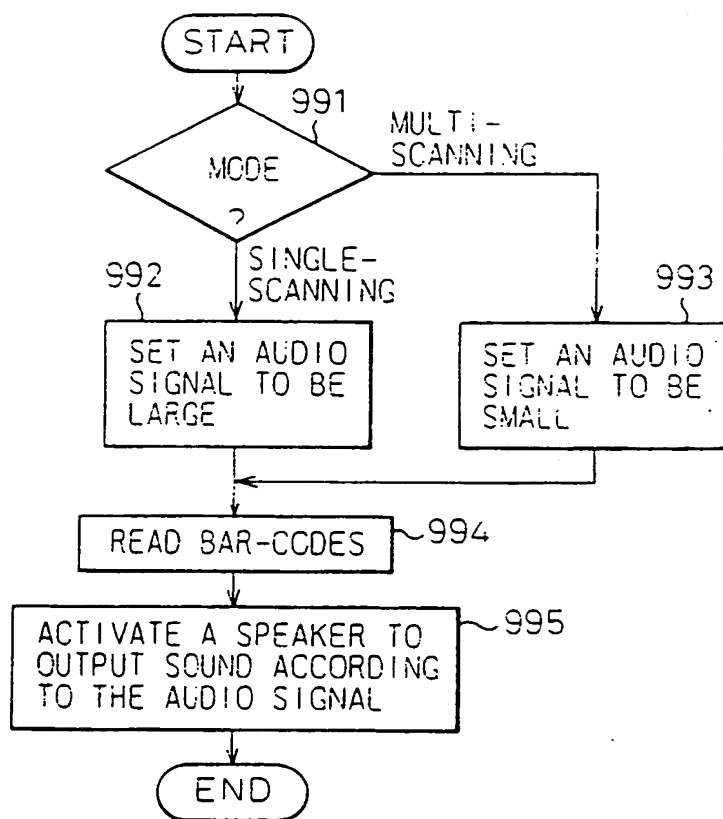 START
991
MODE
?
MULTI-
SCANNING
SINGLE-
SCANNING
992
SET AN AUDIO
SIGNAL TO BE
LARGE
993
SET AN AUDIO
SIGNAL TO BE
SMALL
READ BAR-CODES
994
ACTIVATE A SPEAKER TO
OUTPUT SOUND ACCORDING
TO THE AUDIO SIGNAL
995
END